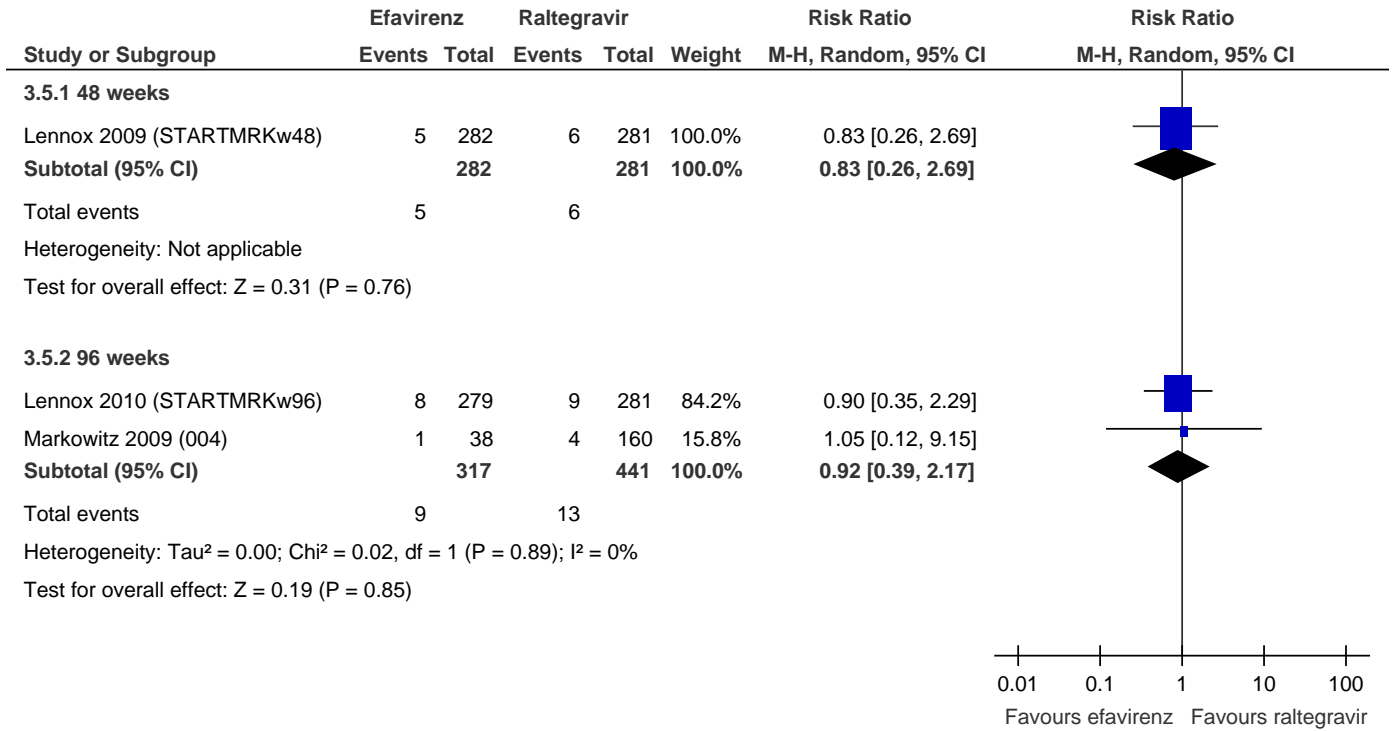 Efavirenz Raltegravir Risk Ratio Risk Ratio
Study or Subgroup Events Total Events Total Weight M-H, Random, 95% CI M-H, Random, 95% CI
3.5.1 48 weeks
Lennox 2009 (STARTMRKw48) 5 282 6 281 100.0% 0.83 [0.26, 2.69]
Subtotal (95% CI) 282 281 100.0% 0.83 [0.26, 2.69]
Total events 5 6
Heterogeneity: Not applicable
Test for overall effect: Z = 0.31 (P = 0.76)
3.5.2 96 weeks
Lennox 2010 (STARTMRKw96) 8 279 9 281 84.2% 0.90 [0.35, 2.29]
Markowitz 2009 (004) 1 38 4 160 15.8% 1.05 [0.12, 9.15]
Subtotal (95% CI) 317 441 100.0% 0.92 [0.39, 2.17]
Total events 9 13
Heterogeneity: Tau² = 0.00; Chi² = 0.02, df = 1 (P = 0.89); I² = 0%
Test for overall effect: Z = 0.19 (P = 0.85)
0.01 0.1 1 10 100
Favours efavirenz Favours raltegravir